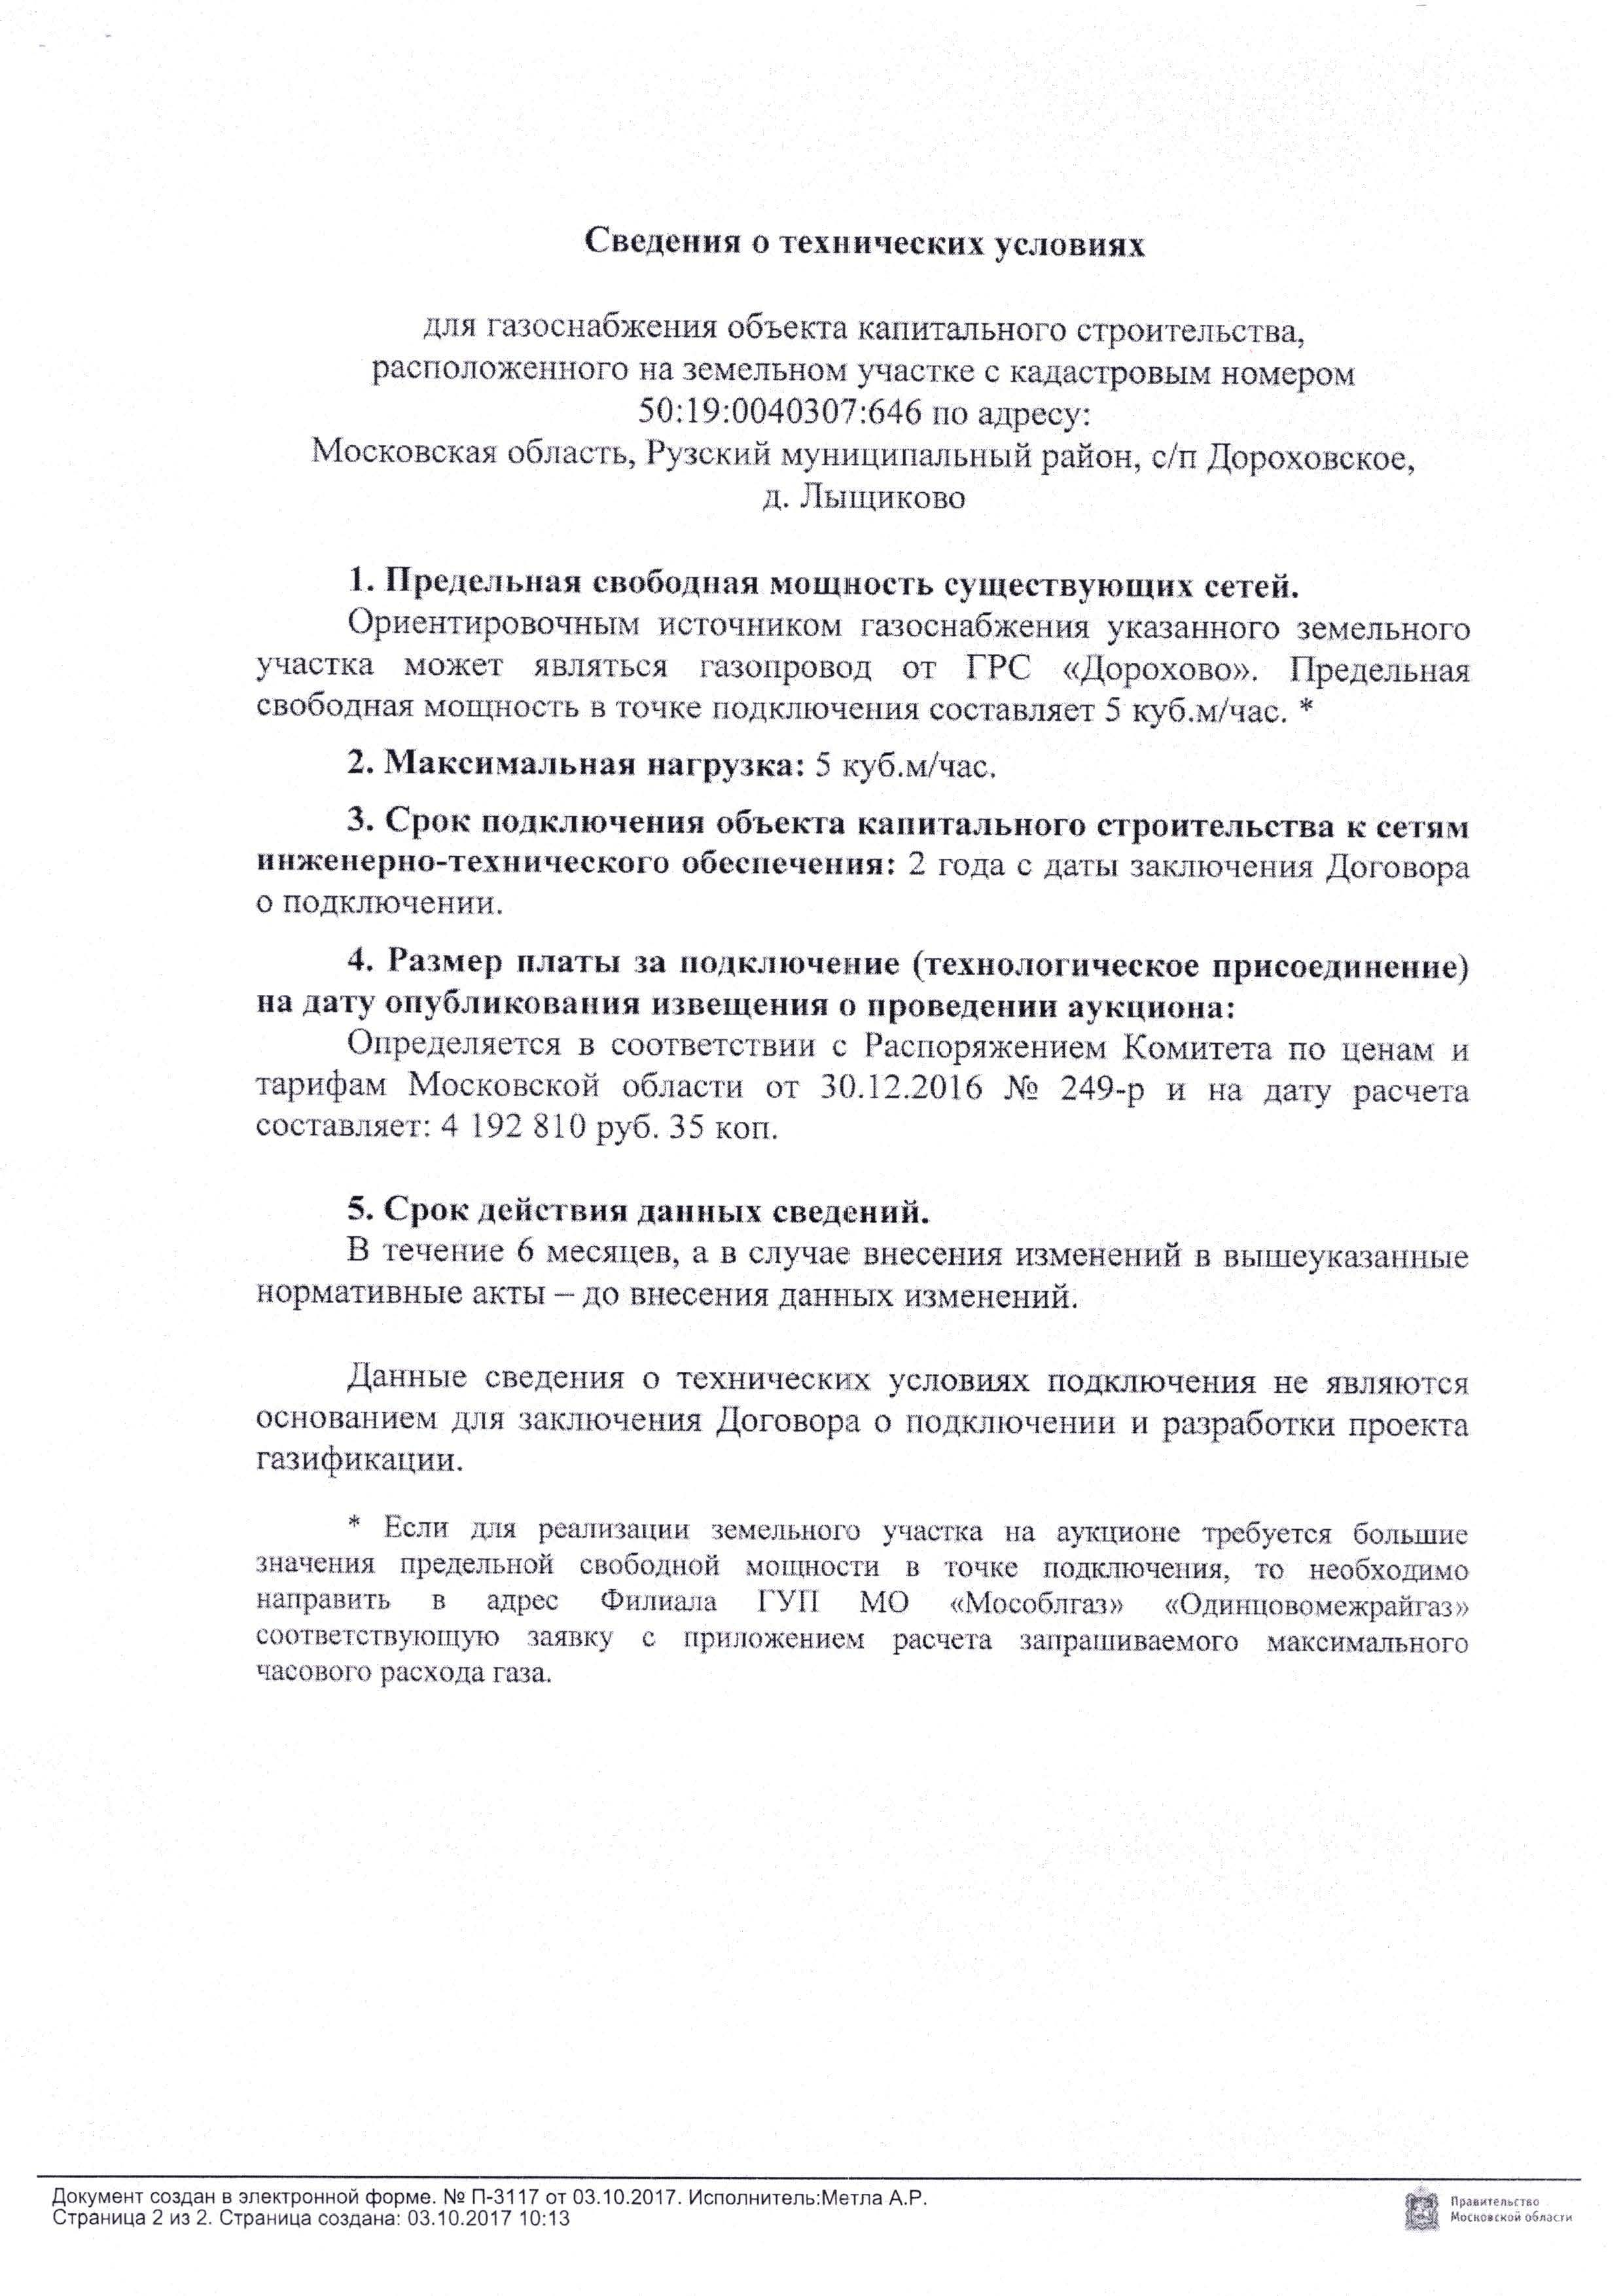 Сведения о технических условиях
для газоснабжения объекта капитального строительства,
расположенного на земельном участке с кадастровым номером
50:19:0040307:646 по адресу:
Московская область, Рузский муниципальный район, с/п Дороховское,
д. Лыщиково
1. Предельная свободная мощность существующих сетей.
Ориентировочным источником газоснабжения указанного земельного
участка может являться газопровод от ГРС «Дорохово». Предельная
свободная мощность в точке подключения составляет 5 куб.м/час. *
2. Максимальная нагрузка: 5 куб.м/час.
3. Срок подключения объекта капитального строительства к сетям
инженерно-технического обеспечения: 2 года с даты заключения Договора
о подключении.
4. Размер платы за подключение (технологическое присоединение)
на дату опубликования извещения о проведении аукциона:
Определяется в соответствии с Распоряжением Комитета по ценам и
тарифам Московской области от 30.12.2016 № 249-р и на дату расчета
составляет: 4 192 810 руб. 35 коп.
5. Срок действия данных сведений.
В течение 6 месяцев, а в случае внесения изменений в вышеуказанные
нормативные акты – до внесения данных изменений.
Данные сведения о технических условиях подключения не являются
основанием для заключения Договора о подключении и разработки проекта
газификации.
* Если для реализации земельного участка на аукционе требуется большие
значения предельной свободной мощности в точке подключения, то необходимо
направить в адрес Филиала ГУП МО «Мособлгаз» «Одинцовомежрайгаз»
соответствующую заявку с приложением расчета запрашиваемого максимального
часового расхода газа.
Документ создан в электронной форме. № П-3117 от 03.10.2017. Исполнитель:Метла А.Р.
Страница 2 из 2. Страница создана: 03.10.2017 10:13
Правительство
Московской области